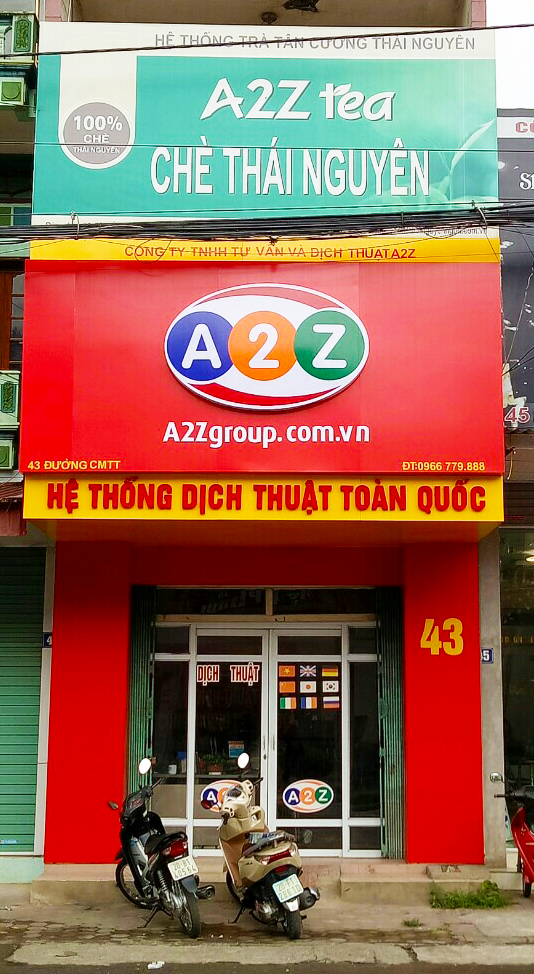 HỆ THỐNG TRÀ TÂN CƯƠNG THÁI NGUYÊN
A2Z tea
100%
CHÈ
THÁI NGUYÊN
CHÈ THÁI NGUYÊN
CÔNG TY TNHH TƯ VẤN VÀ DỊCH THUẬT A2Z
A2Z
A2Zgroup.com.vn
43 ĐƯỜNG CMTT
ĐT:0966 779.888
45
HỆ THỐNG DỊCH THUẬT TOÀN QUỐC
43
DỊCH THUẬT
A2Z
A2Z